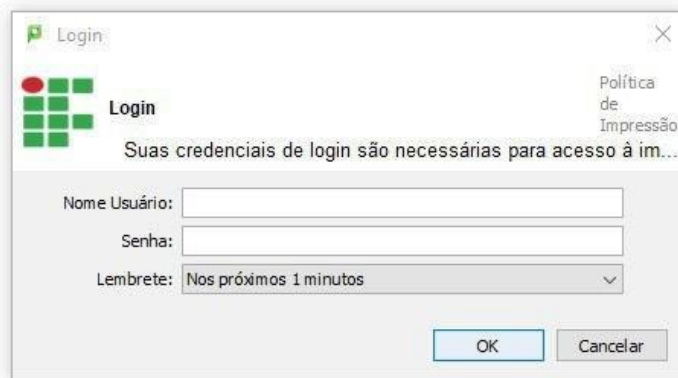 Login
Login
Política
de
Impressão
Suas credenciais de login são necessárias para acesso à im...
Nome Usuário:
Senha:
Lembrete: Nos próximos 1 minutos
OK Cancelar